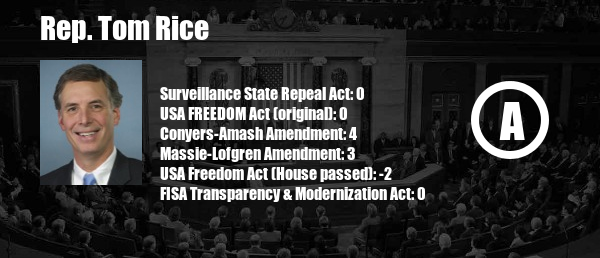 Rep. Tom Rice
Surveillance State Repeal Act: 0
USA FREEDOM Act (original): 0
Conyers-Amash Amendment: 4
Massie-Lofgren Amendment: 3
USA Freedom Act (House passed): -2
FISA Transparency & Modernization Act: 0
A